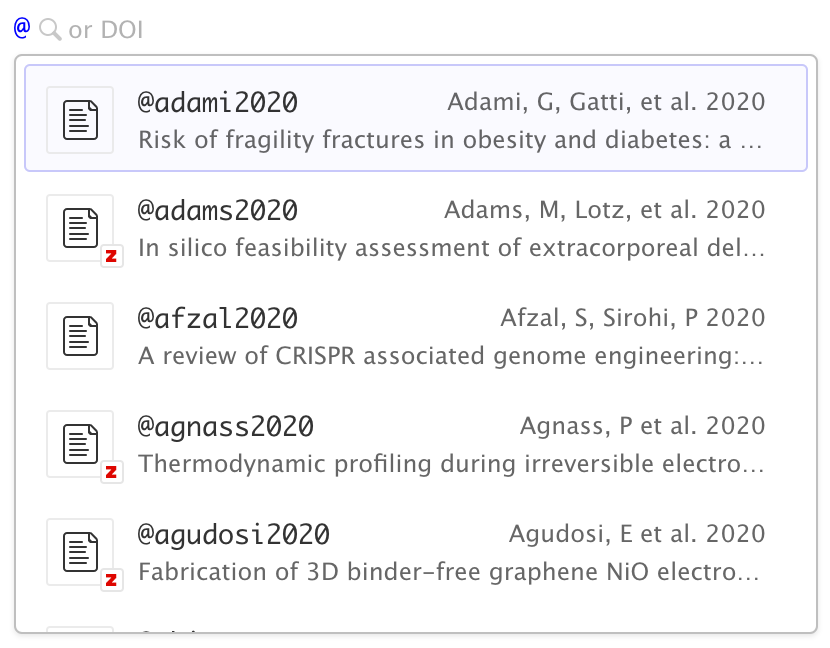 @ or DOI
@adami2020 Adami, G, Gatti, et al. 2020
Risk of fragility fractures in obesity and diabetes: a ...
@adams2020 Adams, M, Lotz, et al. 2020
In silico feasibility assessment of extracorporeal del...
z
@afzal2020 Afzal, S, Sirohi, P 2020
A review of CRISPR associated genome engineering:...
@agnass2020 Agnass, P et al. 2020
Thermodynamic profiling during irreversible electro...
z
@agudosi2020 Agudosi, E et al. 2020
Fabrication of 3D binder-free graphene NiO electro...
z